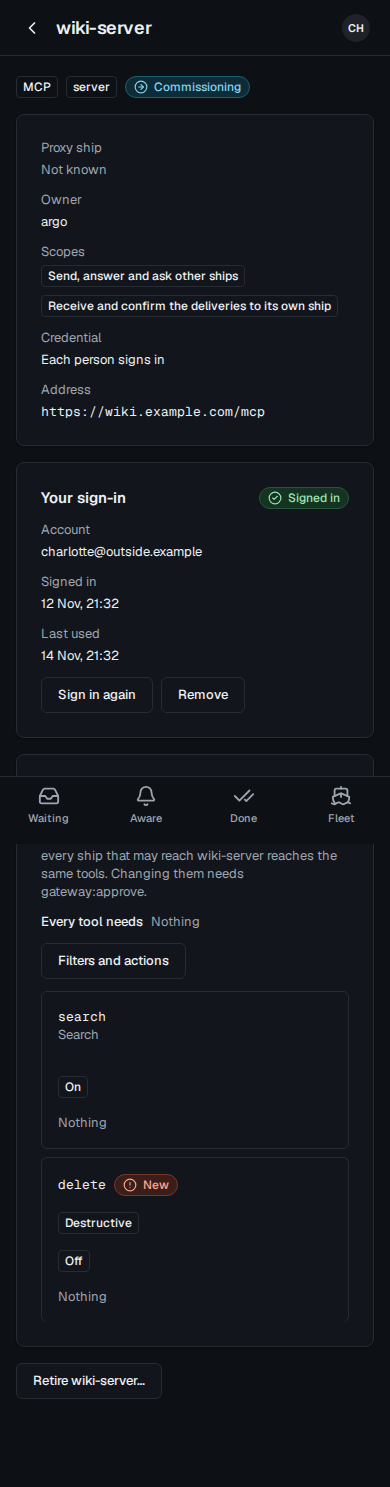 wiki-server
CH
MCP
server
Commissioning
Proxy ship
Not known
Owner
argo
Scopes
Send, answer and ask other ships
Receive and confirm the deliveries to its own ship
Credential
Each person signs in
Address
https://wiki.example.com/mcp
Your sign-in
Signed in
Account
charlotte@outside.example
Signed in
12 Nov, 21:32
Last used
14 Nov, 21:32
Sign in again
Remove
Waiting
Aware
Done
Fleet
every ship that may reach wiki-server reaches the
same tools. Changing them needs
gateway:approve.
Every tool needs Nothing
Filters and actions
search
Search
On
Nothing
delete
New
Destructive
Off
Nothing
Retire wiki-server...